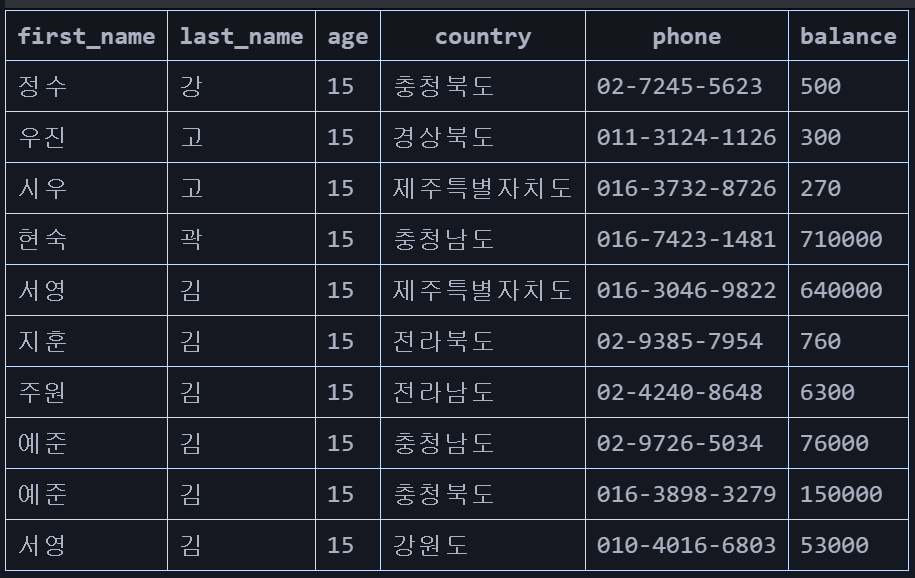 first_name last_name age country phone balance
정수 강 15 충청북도 02-7245-5623 500
우진 고 15 경상북도 011-3124-1126 300
시우 고 15 제주특별자치도 016-3732-8726 270
현숙 곽 15 충청남도 016-7423-1481 710000
서영 김 15 제주특별자치도 016-3046-9822 640000
지훈 김 15 전라북도 02-9385-7954 760
주원 김 15 전라남도 02-4240-8648 6300
예준 김 15 충청남도 02-9726-5034 76000
예준 김 15 충청북도 016-3898-3279 150000
서영 김 15 강원도 010-4016-6803 53000